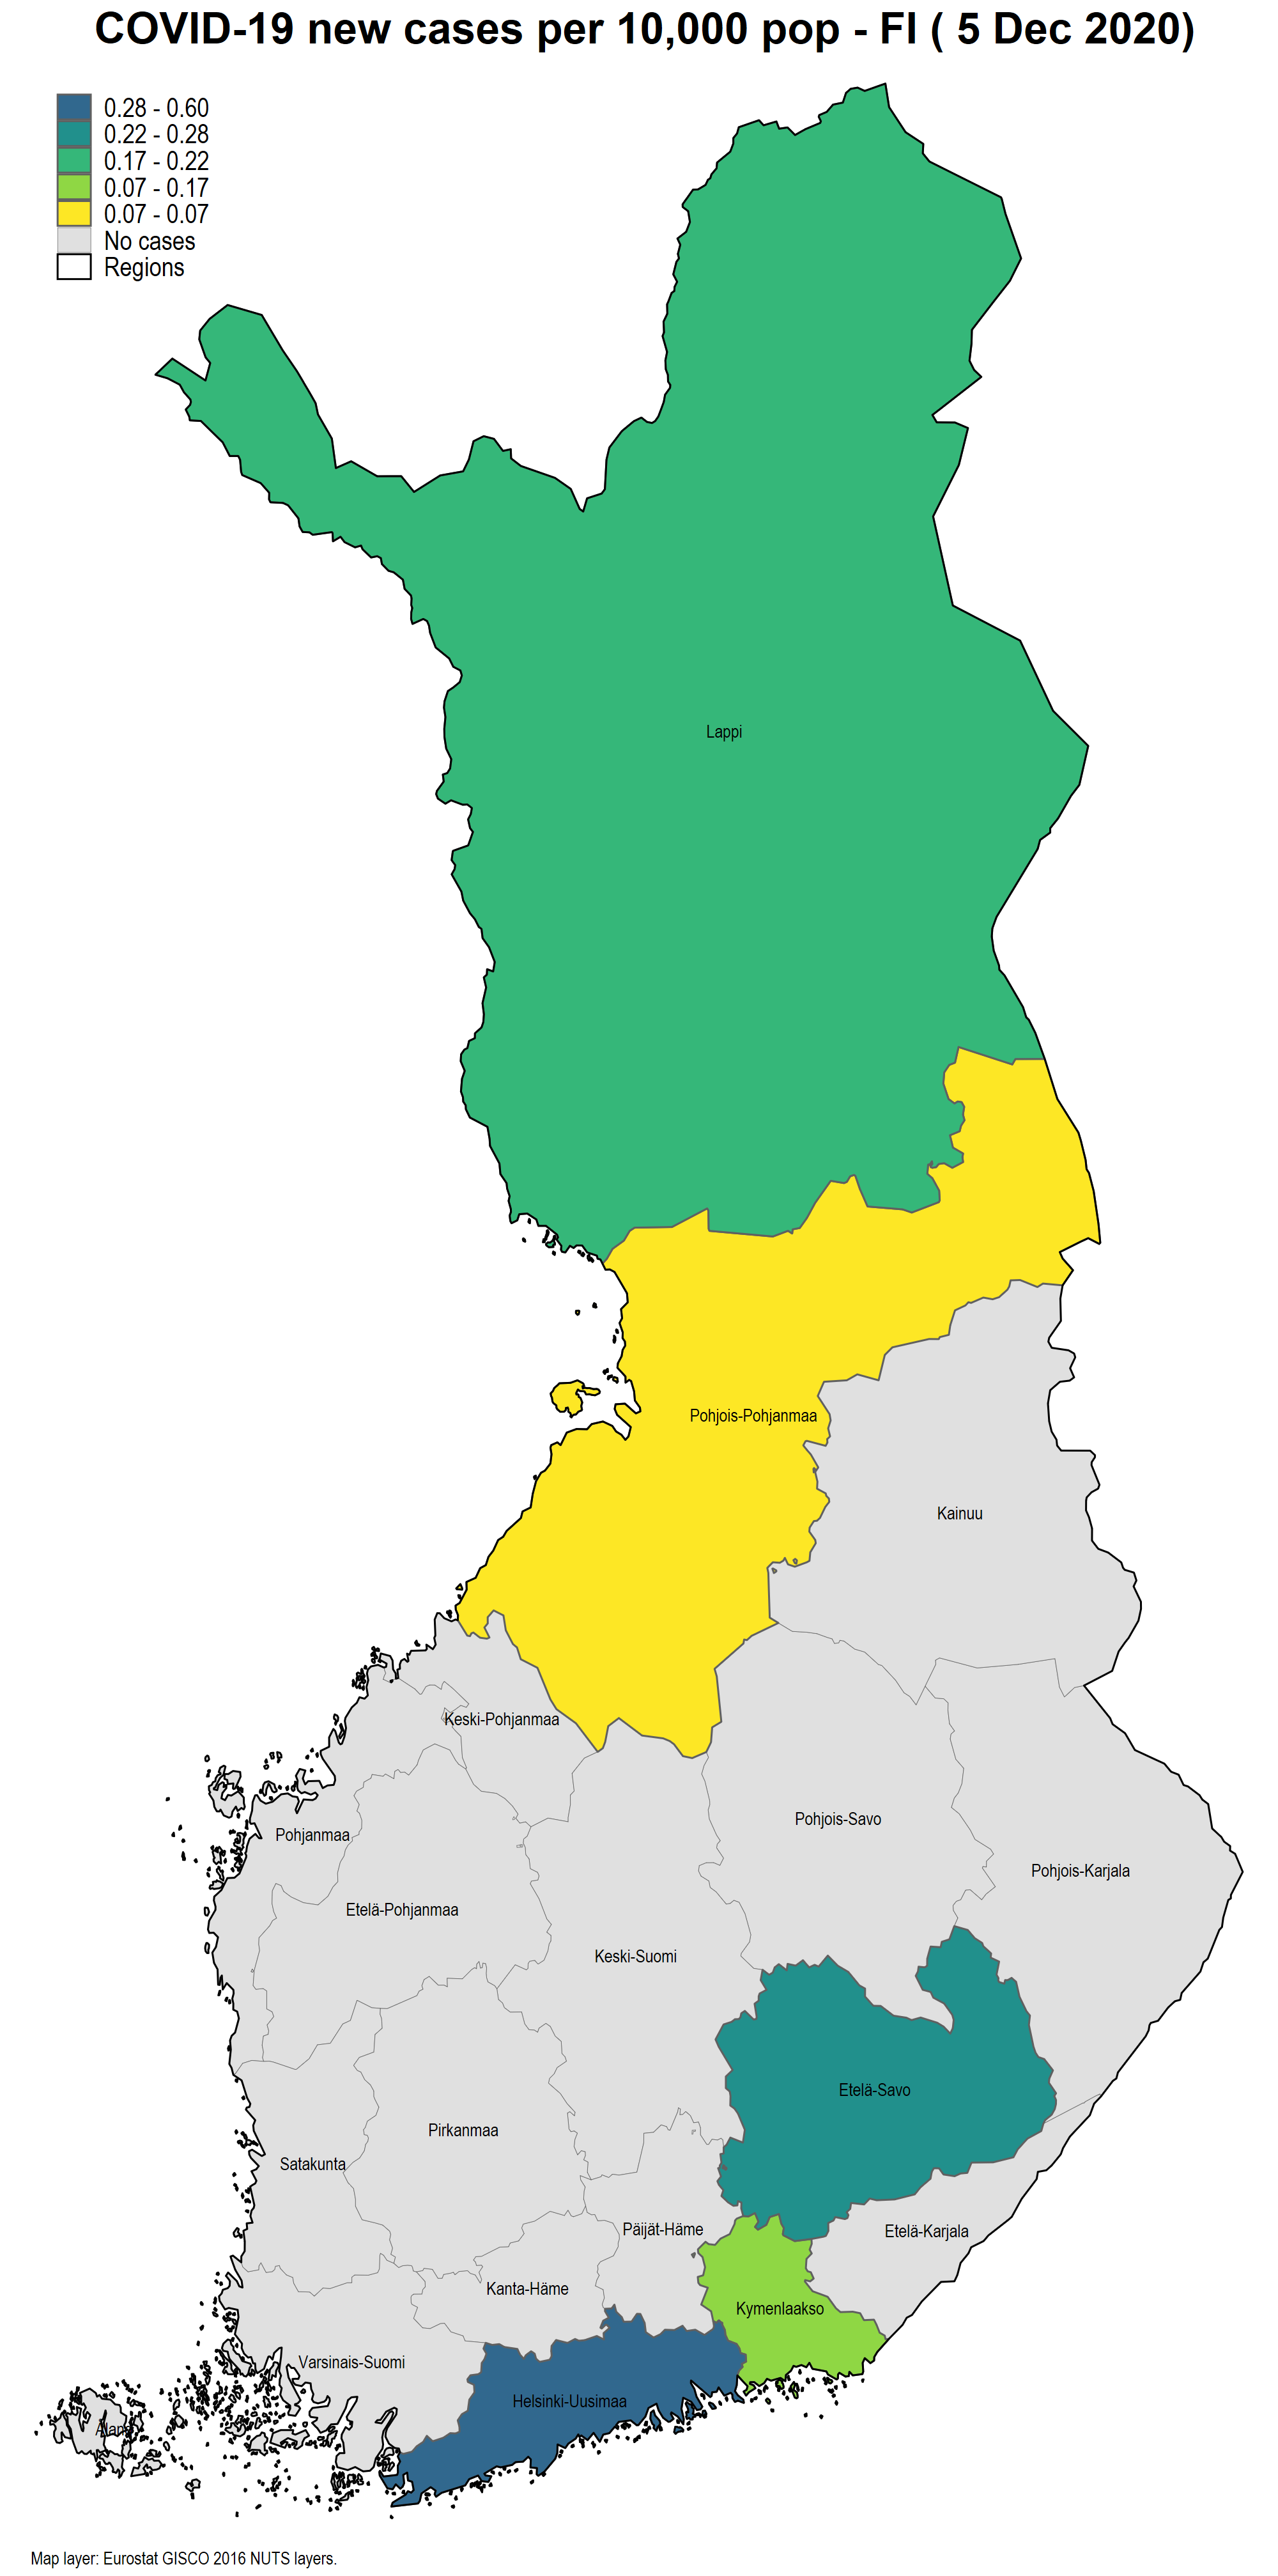 COVID-19 new cases per 10,000 pop - FI ( 5 Dec 2020)
0.28 - 0.60
0.22 - 0.28
0.17 - 0.22
0.07 - 0.17
0.07 - 0.07
No cases
Regions
Lappi
Pohjois-Pohjanmaa
Kainuu
Keski-Pohjanmaa
Pohjois-Savo
Pohjanmaa
Pohjois-Karjala
Etelä-Pohjanmaa
Keski-Suomi
Etelä-Savo
Pirkanmaa
Satakunta
Päijät-Häme
Etelä-Karjala
Kanta-Häme
Kymenlaakso
Varsinais-Suomi
Helsinki-Uusimaa
Map layer: Eurostat GISCO 2016 NUTS layers.